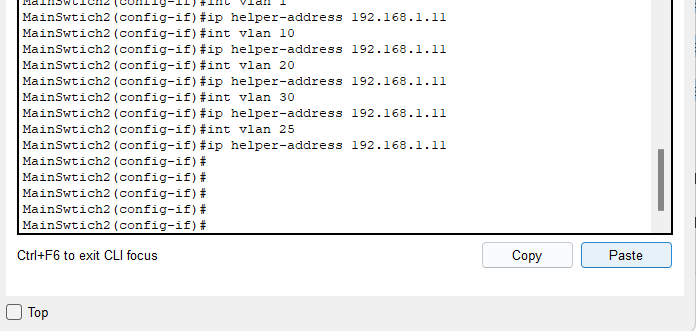 MainSwtich2(config-if)#int vlan 1
MainSwtich2(config-if)#ip helper-address 192.168.1.11
MainSwtich2(config-if)#int vlan 10
MainSwtich2(config-if)#ip helper-address 192.168.1.11
MainSwtich2(config-if)#int vlan 20
MainSwtich2(config-if)#ip helper-address 192.168.1.11
MainSwtich2(config-if)#int vlan 30
MainSwtich2(config-if)#ip helper-address 192.168.1.11
MainSwtich2(config-if)#int vlan 25
MainSwtich2(config-if)#ip helper-address 192.168.1.11
MainSwtich2(config-if)#
MainSwtich2(config-if)#
MainSwtich2(config-if)#
MainSwtich2(config-if)#
MainSwtich2(config-if)#
Ctrl+F6 to exit CLI focus
Copy
Paste
Top